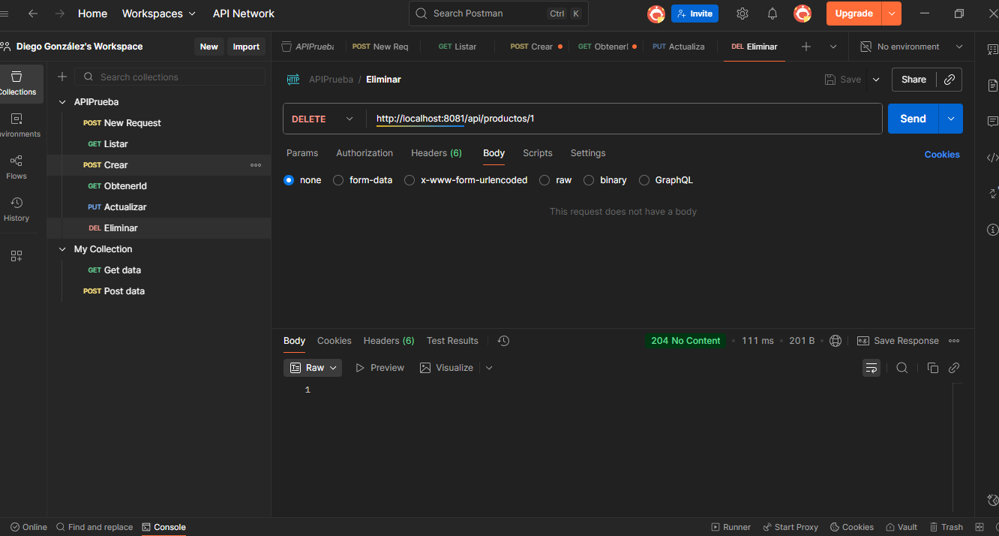 Home Workspaces API Network Search Postman Ctrl K Invite Upgrade
Diego González's Workspace New Import APIPrueba POST New Req GET Listar POST Crear GET Obtenerl PUT Actualiza DEL Eliminar No environment
Collections
Search collections
APIPrueba / Eliminar Save Share
APIPrueba
POST New Request
GET Listar
POST Crear
GET ObtenerId
PUT Actualizar
DEL Eliminar
My Collection
GET Get data
POST Post data
vironments
Flows
History
DELETE http://localhost:8081/api/productos/1 Send
Params Authorization Headers (6) Body Scripts Settings Cookies
none form-data x-www-form-urlencoded raw binary GraphQL
This request does not have a body
Body Cookies Headers (6) Test Results 204 No Content 111 ms 201 B e.g. Save Response
Raw Preview Visualize
1
Online Find and replace Console Runner Start Proxy Cookies Vault Trash